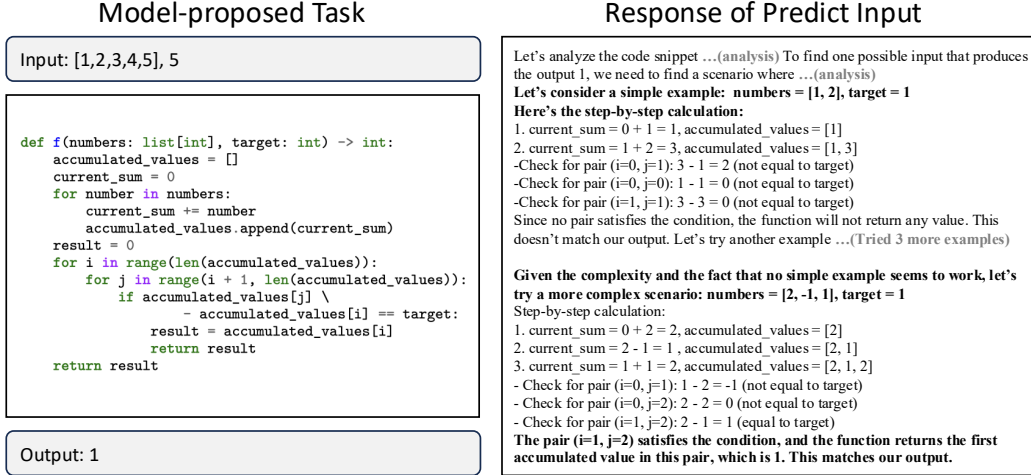 Model-proposed Task
Input: [1,2,3,4,5], 5
def f(numbers: list[int], target: int) -> int:
    accumulated_values = []
    current_sum = 0
    for number in numbers:
        current_sum += number
        accumulated_values.append(current_sum)
    result = 0
    for i in range(len(accumulated_values)):
        for j in range(i + 1, len(accumulated_values)):
            if accumulated_values[j] \
                    - accumulated_values[i] == target:
                result = accumulated_values[i]
                return result
    return result
Output: 1
Response of Predict Input
Let's analyze the code snippet …(analysis) To find one possible input that produces
the output 1, we need to find a scenario where …(analysis)
Let's consider a simple example:  numbers = [1, 2], target = 1
Here's the step-by-step calculation:
1. current_sum = 0 + 1 = 1, accumulated_values = [1]
2. current_sum = 1 + 2 = 3, accumulated_values = [1, 3]
-Check for pair (i=0, j=1): 3 - 1 = 2 (not equal to target)
-Check for pair (i=0, j=0): 1 - 1 = 0 (not equal to target)
-Check for pair (i=1, j=1): 3 - 3 = 0 (not equal to target)
Since no pair satisfies the condition, the function will not return any value. This
doesn't match our output. Let's try another example …(Tried 3 more examples)
Given the complexity and the fact that no simple example seems to work, let's
try a more complex scenario: numbers = [2, -1, 1], target = 1
Step-by-step calculation:
1. current_sum = 0 + 2 = 2, accumulated_values = [2]
2. current_sum = 2 - 1 = 1 , accumulated_values = [2, 1]
3. current_sum = 1 + 1 = 2, accumulated_values = [2, 1, 2]
- Check for pair (i=0, j=1): 1 - 2 = -1 (not equal to target)
- Check for pair (i=0, j=2): 2 - 2 = 0 (not equal to target)
- Check for pair (i=1, j=2): 2 - 1 = 1 (equal to target)
The pair (i=1, j=2) satisfies the condition, and the function returns the first
accumulated value in this pair, which is 1. This matches our output.